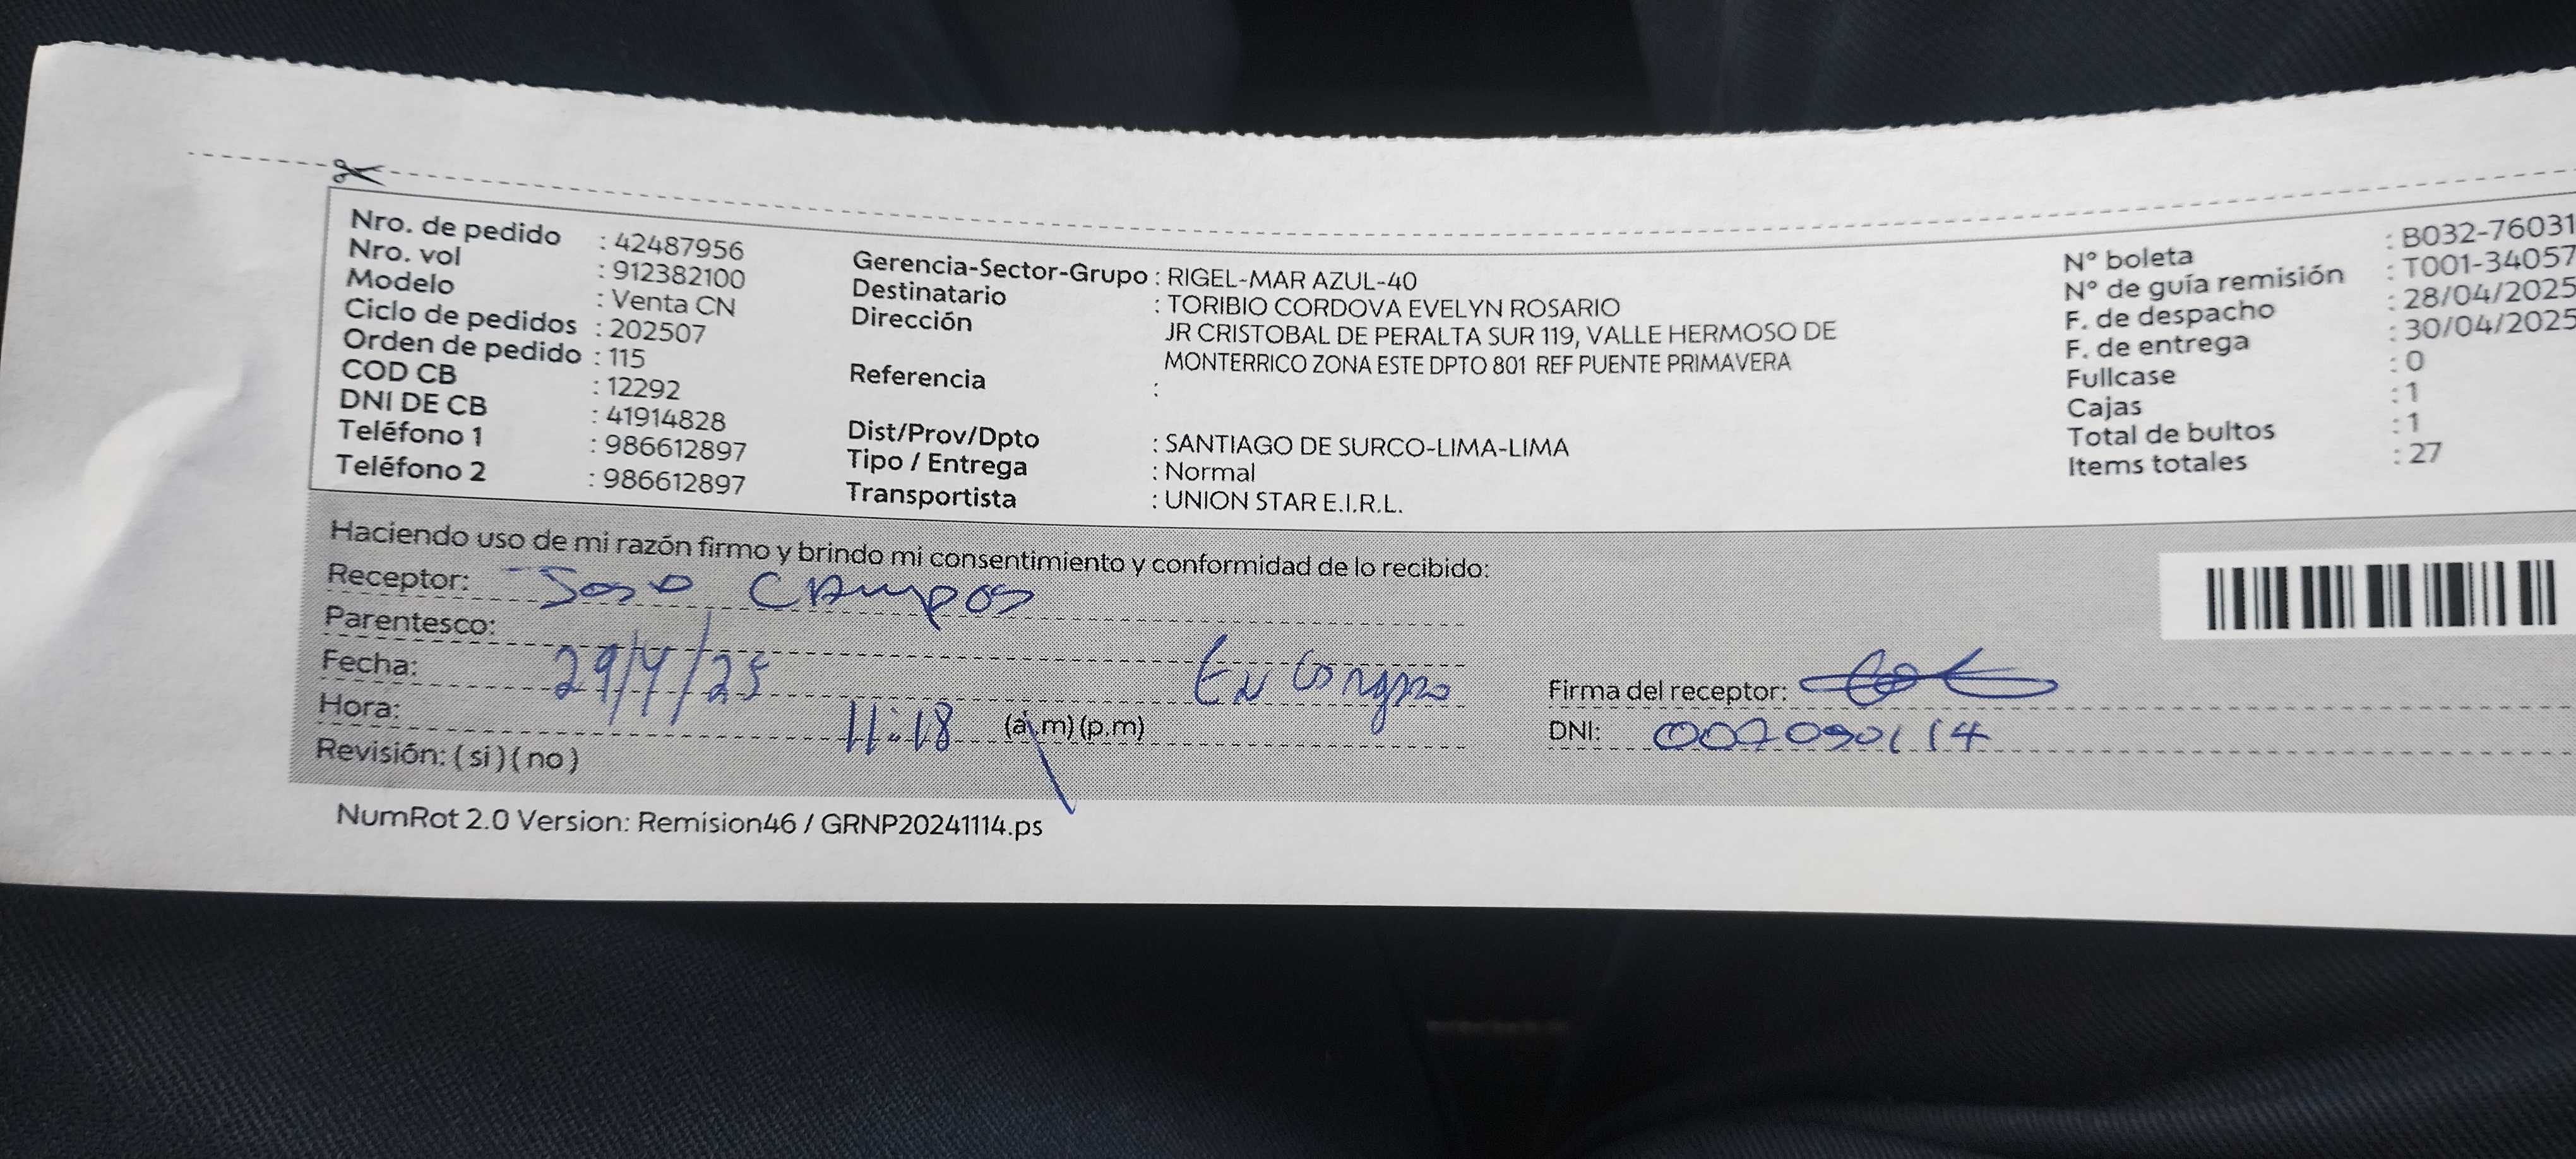 Nro. de pedido : 42487956
Nro. vol : 912382100
Modelo : Venta CN
Ciclo de pedidos : 202507
Orden de pedido : 115
COD CB : 12292
DNI DE CB : 41914828
Teléfono 1 : 986612897
Teléfono 2 : 986612897
Gerencia-Sector-Grupo : RIGEL-MAR AZUL-40
Destinatario : TORIBIO CORDOVA EVELYN ROSARIO
Dirección JR CRISTOBAL DE PERALTA SUR 119, VALLE HERMOSO DE
MONTERRICO ZONA ESTE DPTO 801 REF PUENTE PRIMAVERA
Referencia :
Dist/Prov/Dpto : SANTIAGO DE SURCO-LIMA-LIMA
Tipo / Entrega : Normal
Transportista : UNION STAR E.I.R.L.
N° boleta : B032-76031
N° de guía remisión : T001-34057
F. de despacho : 28/04/2025
F. de entrega : 30/04/2025
Fullcase : 0
Cajas : 1
Total de bultos : 1
Items totales : 27
Haciendo uso de mi razón firmo y brindo mi consentimiento y conformidad de lo recibido:
Receptor: Campos
Parentesco:
Fecha: 29/4/25
Hora: 11:18 (a.m) (p.m)
Revisión: ( si ) ( no )
Firma del receptor:
DNI:
NumRot 2.0 Version: Remision46 / GRNP20241114.ps